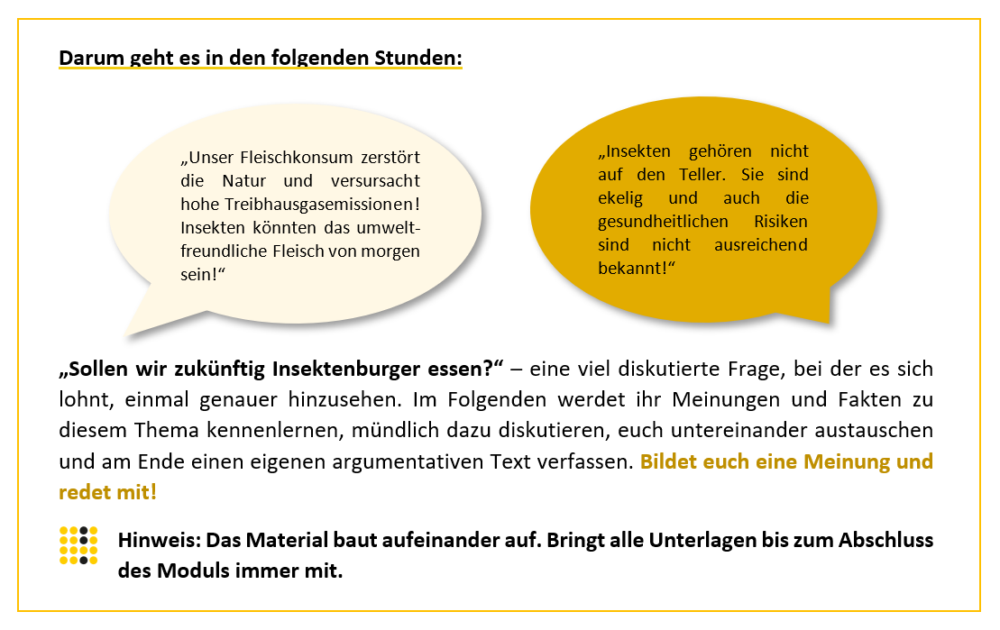 Darum geht es in den folgenden Stunden:
„Unser Fleischkonsum zerstört
die Natur und versursacht
hohe Treibhausgasemissionen!
Insekten könnten das umwelt-
freundliche Fleisch von morgen
sein!“
„Insekten gehören nicht
auf den Teller. Sie sind
ekelig und auch die
gesundheitlichen Risiken
sind nicht ausreichend
bekannt!“
„Sollen wir zukünftig Insektenburger essen?“ – eine viel diskutierte Frage, bei der es sich
lohnt, einmal genauer hinzusehen. Im Folgenden werdet ihr Meinungen und Fakten zu
diesem Thema kennenlernen, mündlich dazu diskutieren, euch untereinander austauschen
und am Ende einen eigenen argumentativen Text verfassen. Bildet euch eine Meinung und
redet mit!
Hinweis: Das Material baut aufeinander auf. Bringt alle Unterlagen bis zum Abschluss
des Moduls immer mit.